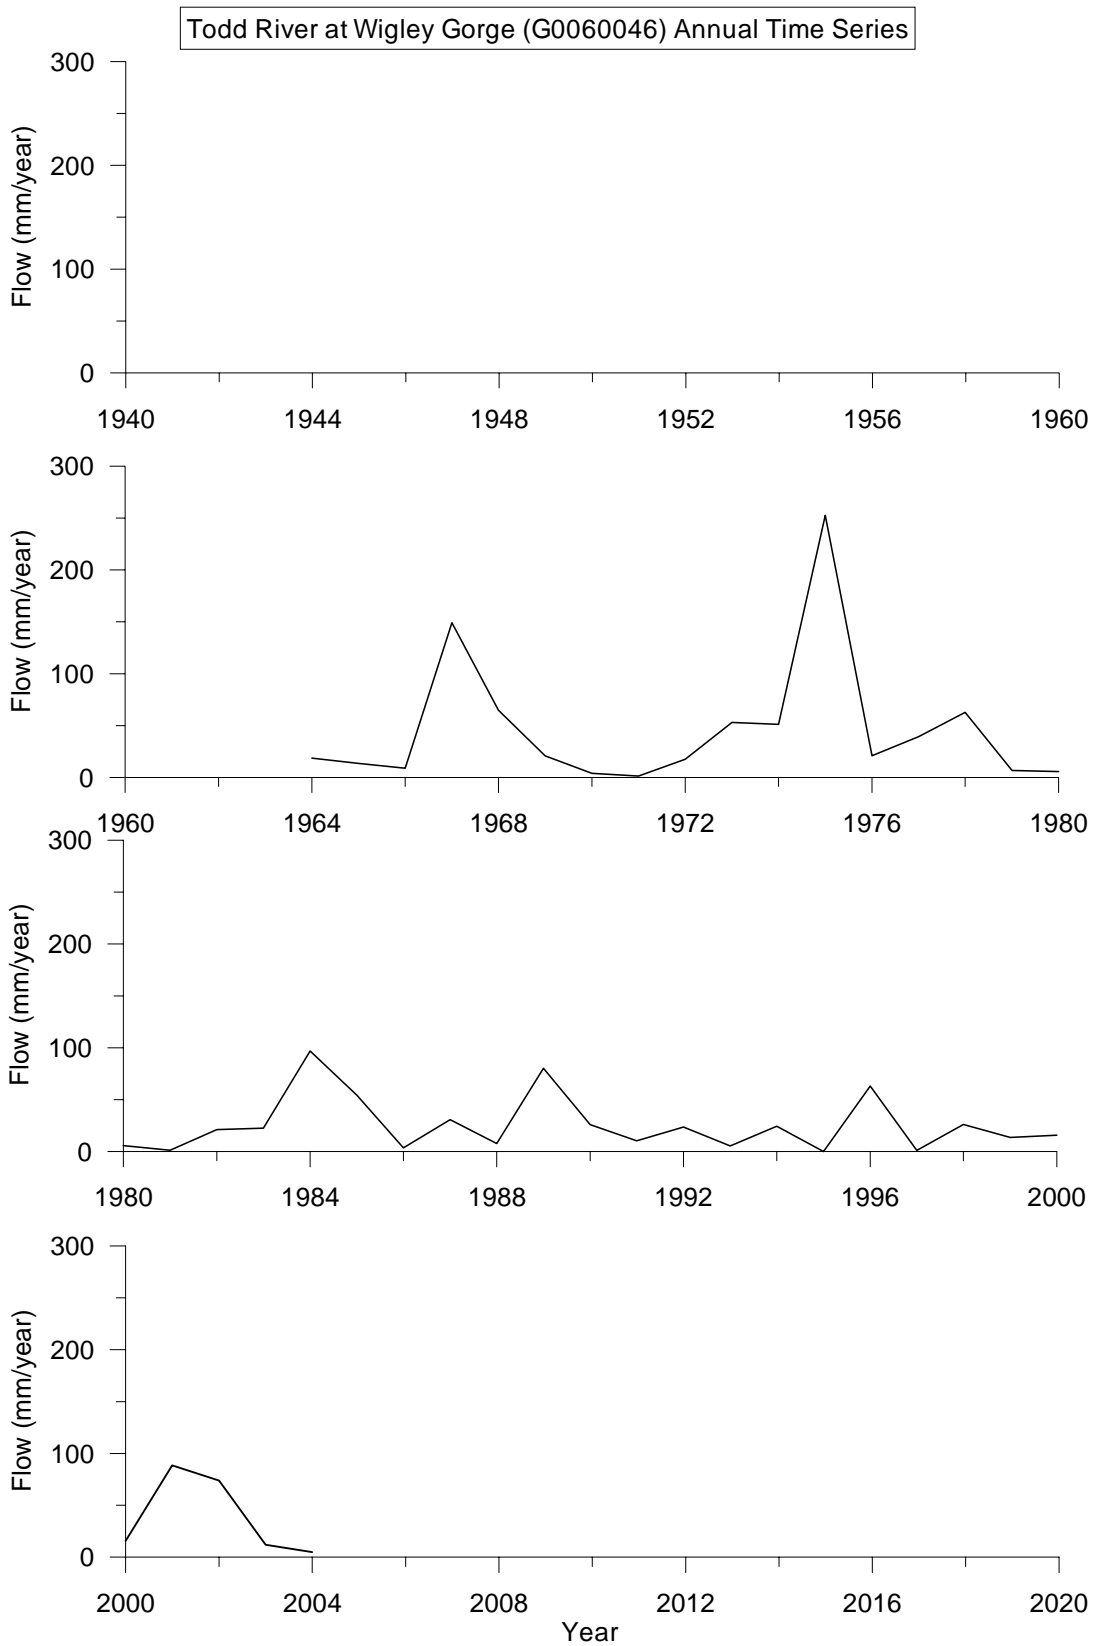 Todd River at Wigley Gorge (G0060046) Annual Time Series
300
200
100
0
Flow (mm/year)
1940 1944 1948 1952 1956 1960
300
200
100
0
Flow (mm/year)
1960 1964 1968 1972 1976 1980
300
200
100
0
Flow (mm/year)
1980 1984 1988 1992 1996 2000
300
200
100
0
Flow (mm/year)
2000 2004 2008 2012 2016 2020
Year